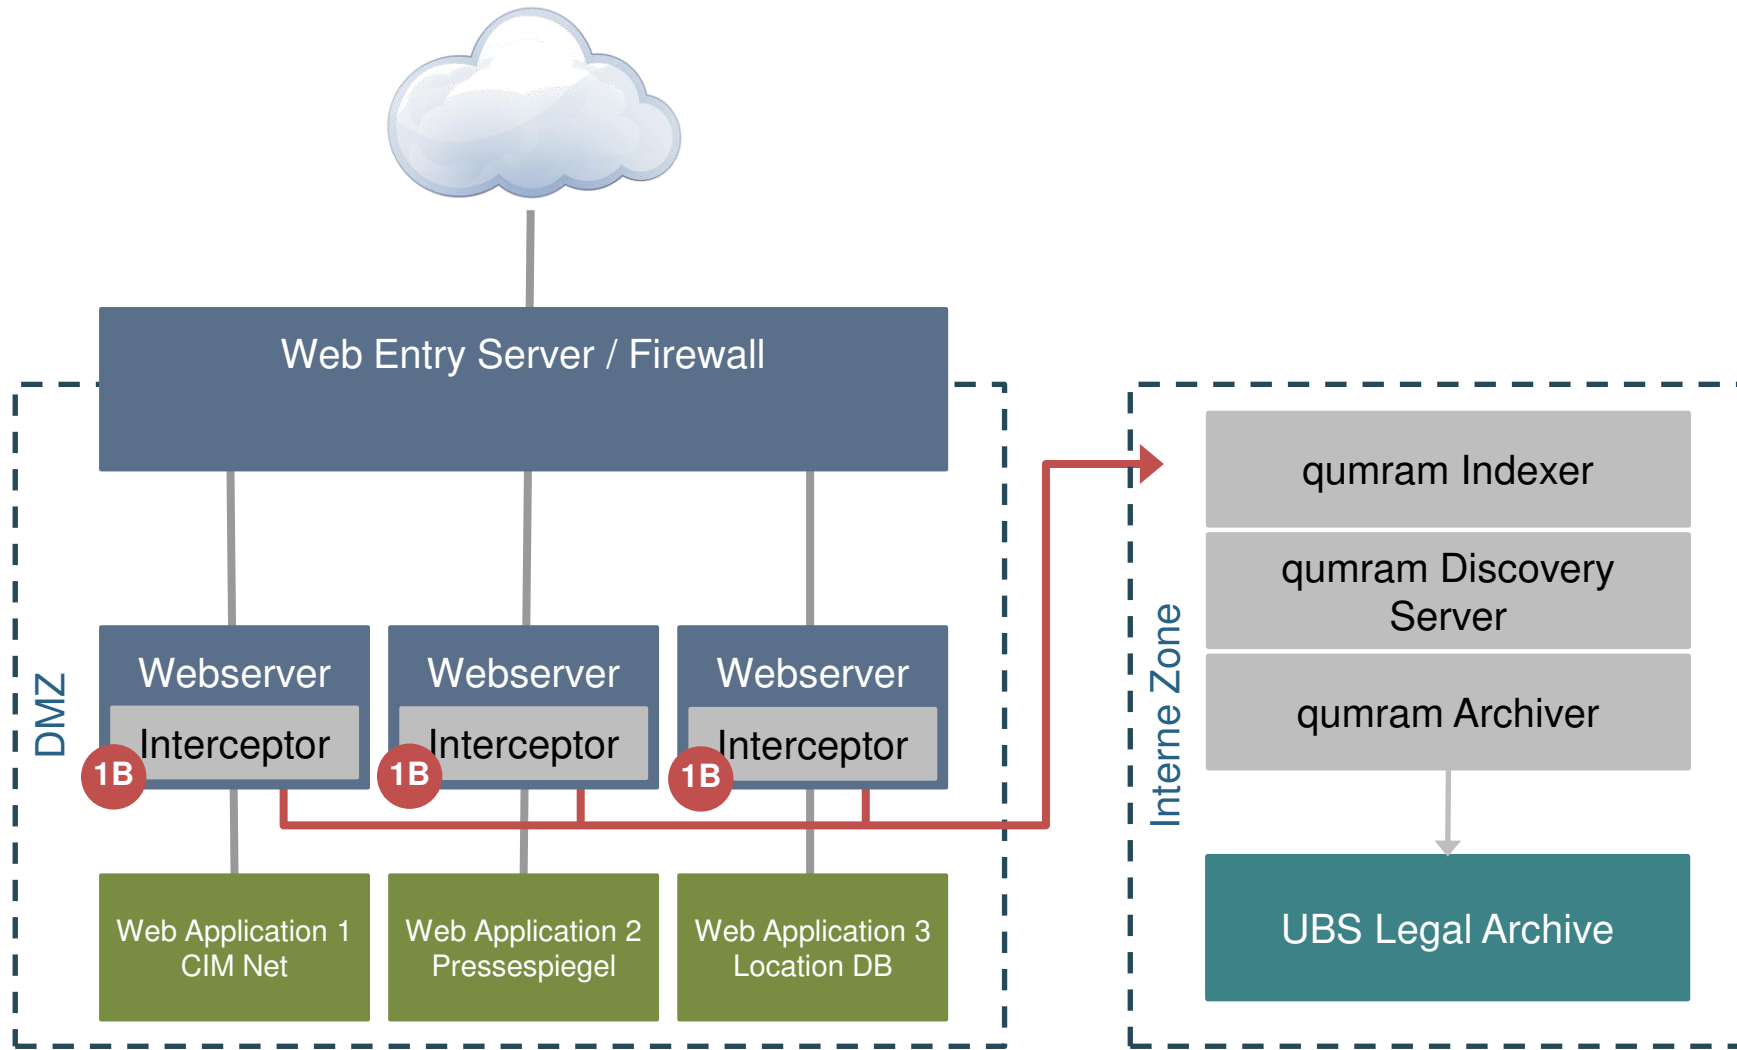 Web Entry Server / Firewall
DMZ
Webserver
Interceptor
1B
Webserver
Interceptor
1B
Webserver
Interceptor
1B
Web Application 1
CIM Net
Web Application 2
Pressespiegel
Web Application 3
Location DB
Interne Zone
qumram Indexer
qumram Discovery
Server
qumram Archiver
UBS Legal Archive